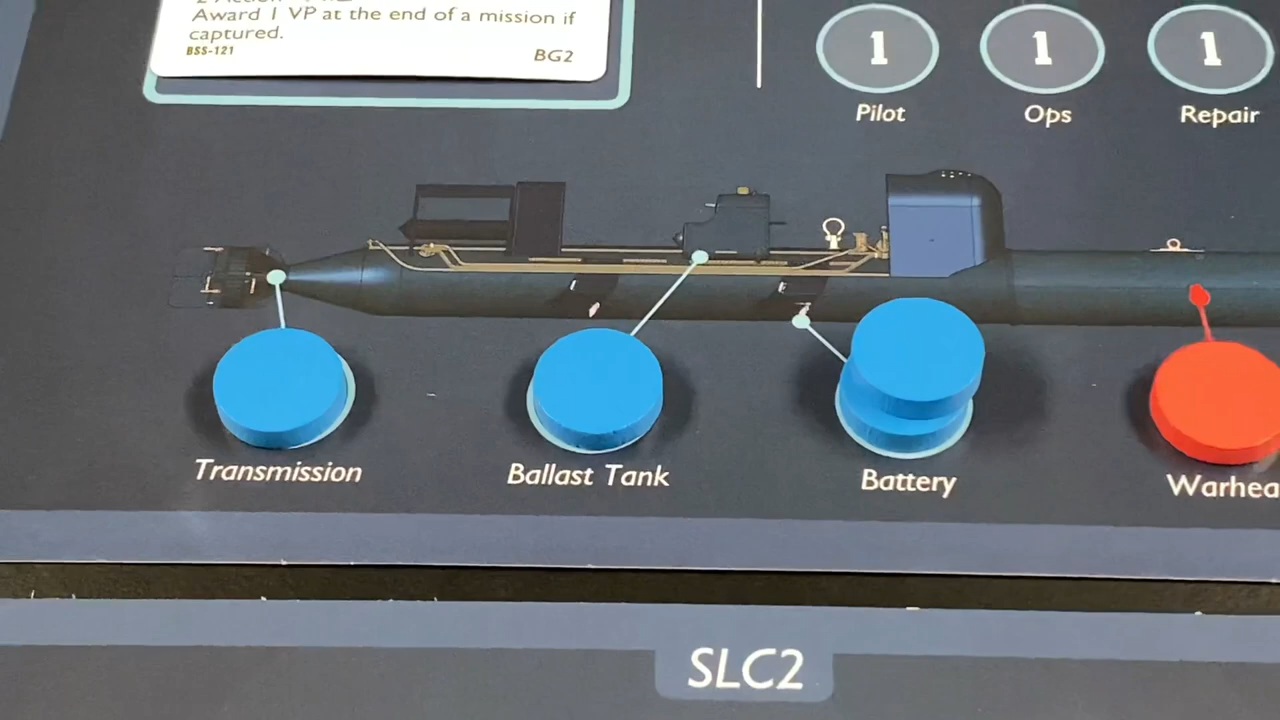 Award 1 VP at the end of a mission if
captured.
BSS-121
BG2
1 1 1
Pilot Ops Repair
Transmission Ballast Tank Battery
SLC2